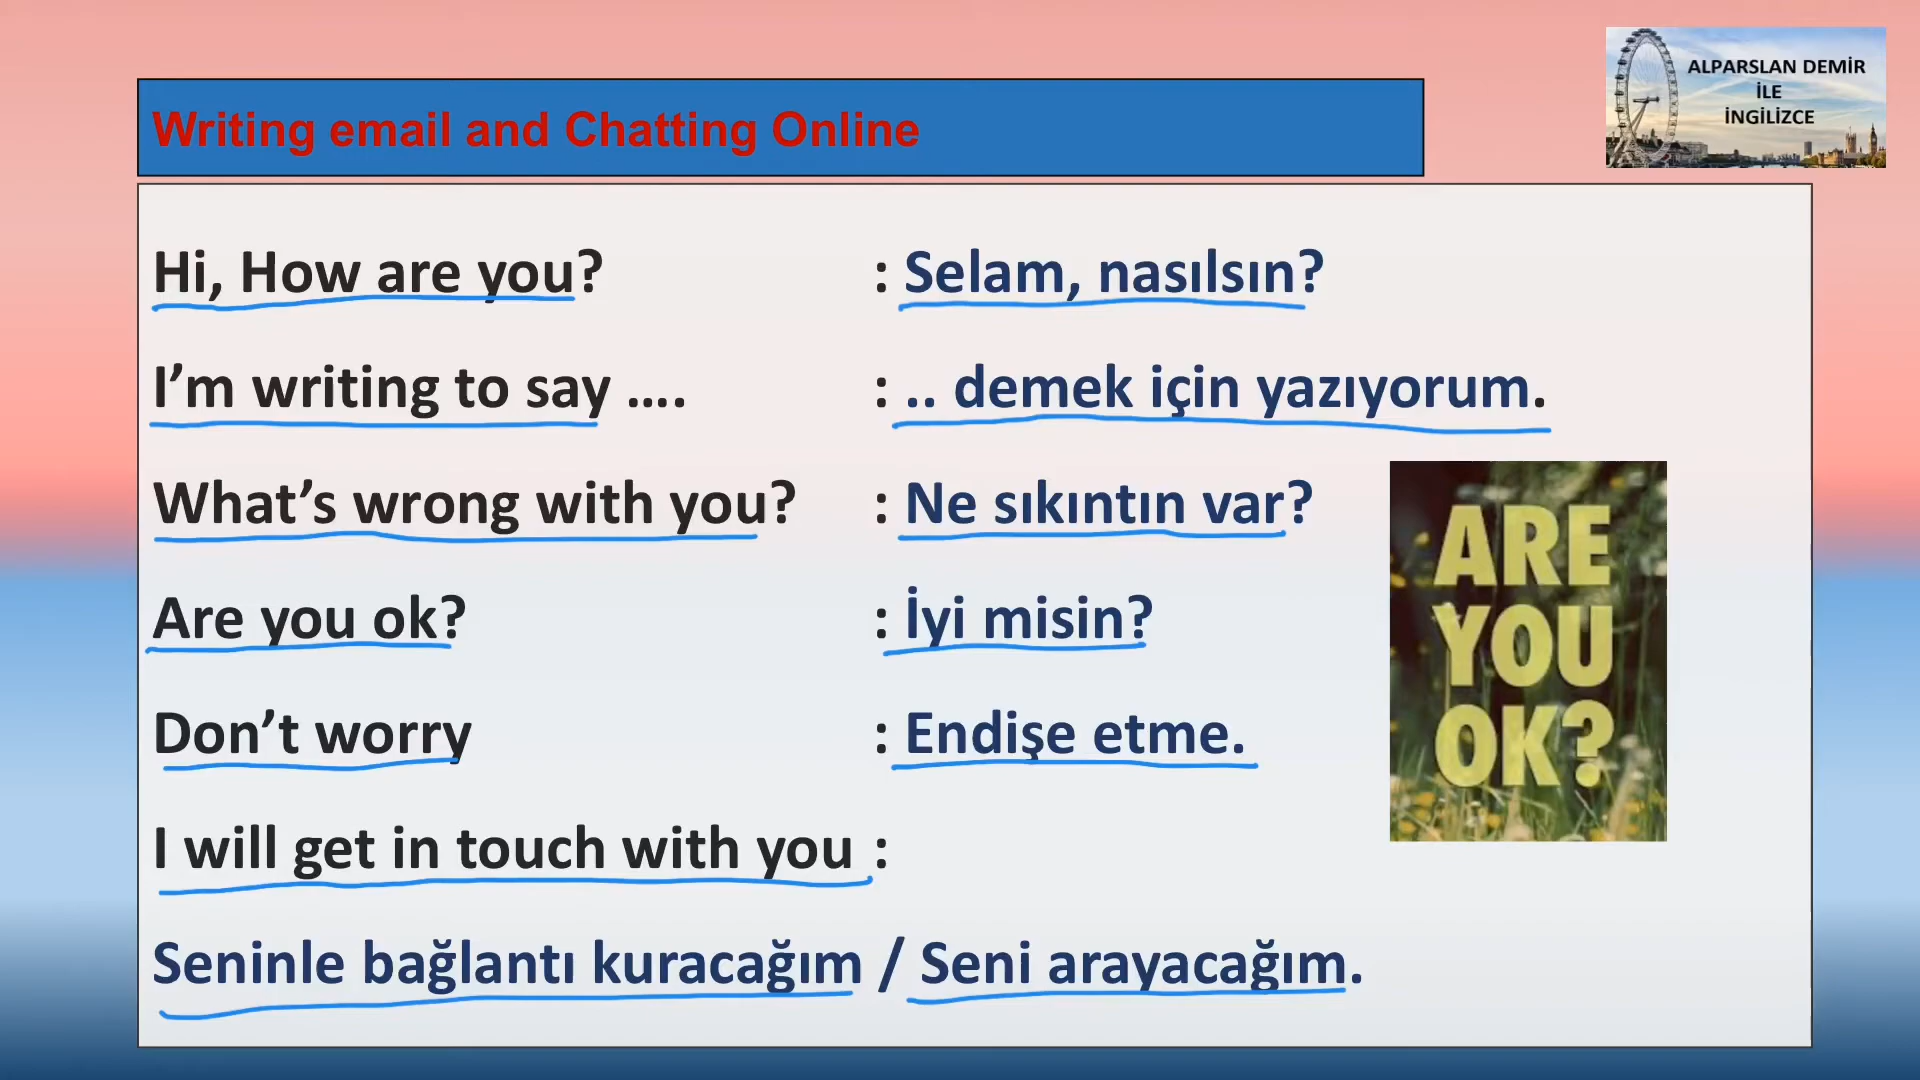 Writing email and Chatting Online
ALPARSLAN DEMİR
İLE
İNGİLİZCE
Hi, How are you? : Selam, nasılsın?
I’m writing to say .... : .. demek için yazıyorum.
What’s wrong with you? : Ne sıkıntın var?
Are you ok? : İyi misin?
Don’t worry : Endişe etme.
I will get in touch with you :
Seninle bağlantı kuracağım / Seni arayacağım.
ARE
YOU
OK?